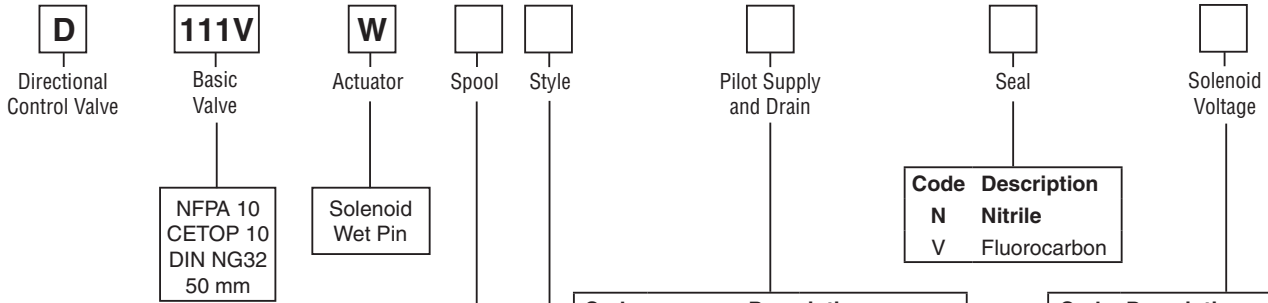 D 111V W
Directional Control Valve
Basic Valve
Actuator
Spool
Style
Pilot Supply and Drain
Seal
Solenoid Voltage
NFPA 10
CETOP 10
DIN NG32
50 mm
Solenoid
Wet Pin
Code Description
N Nitrile
V Fluorocarbon